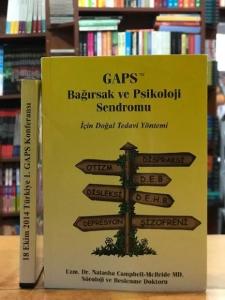 18 Ekim 2014 Türkiye 1. GAPS Konferansı
GAPS™
Bağırsak ve Psikoloji
Sendromu
İçin Doğal Tedavi Yöntemi
DİSPRAKSİ
OTİZM
D.E.B.
DİSLEKSİ
D.E.H.B.
DEPRESYON
ŞİZOFRENİ
Uzm. Dr. Natasha Campbell-McBride MD.
Nöroloji ve Beslenme Doktoru